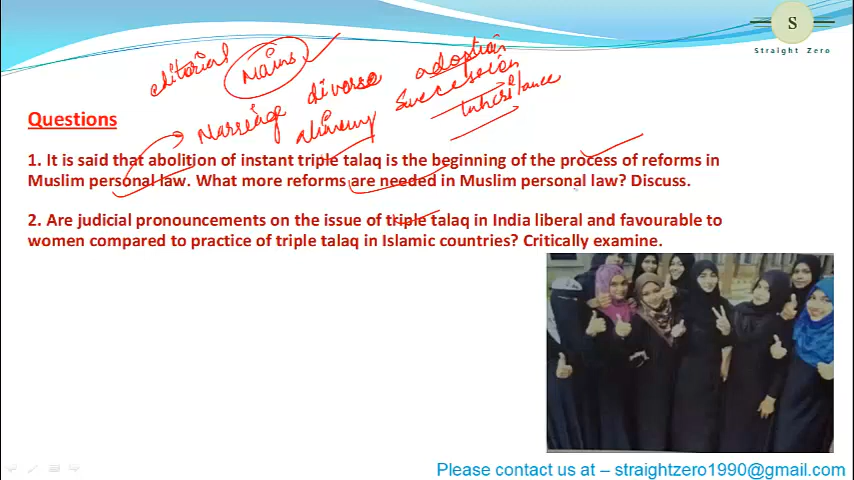 S
Straight Zero
editorial Mains
Marriage diverse adoption
alimony succession
Inheritance
Questions
1. It is said that abolition of instant triple talaq is the beginning of the process of reforms in
Muslim personal law. What more reforms are needed in Muslim personal law? Discuss.
2. Are judicial pronouncements on the issue of triple talaq in India liberal and favourable to
women compared to practice of triple talaq in Islamic countries? Critically examine.
Please contact us at – straightzero1990@gmail.com